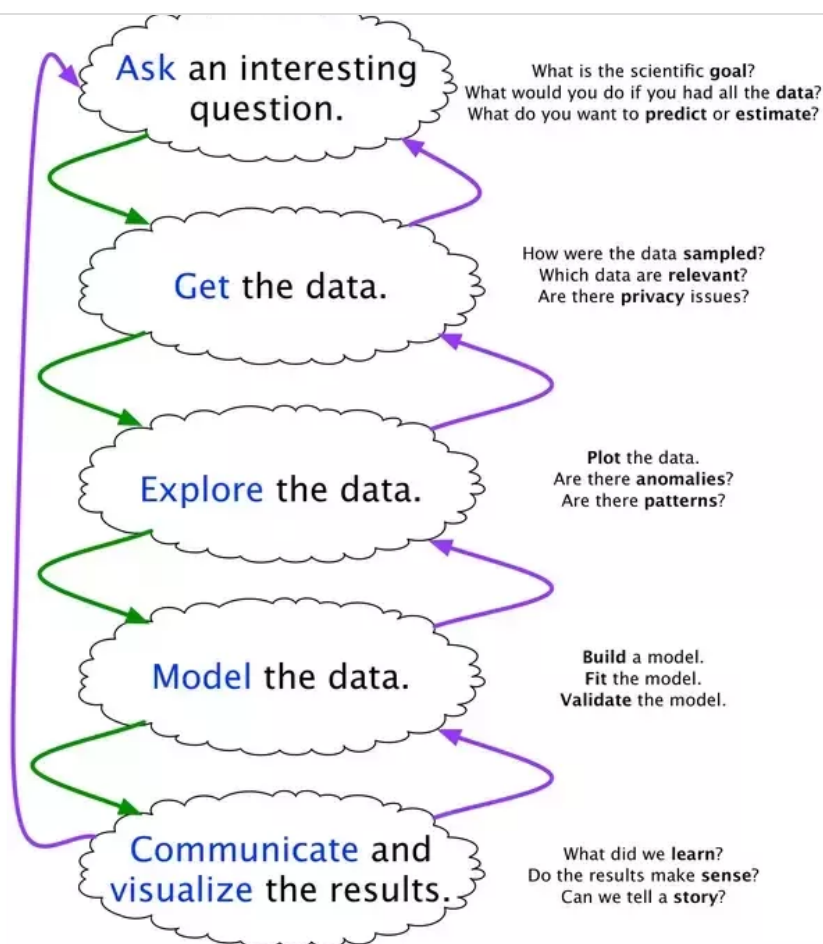 Ask an interesting
question.
What is the scientific goal?
What would you do if you had all the data?
What do you want to predict or estimate?
Get the data.
How were the data sampled?
Which data are relevant?
Are there privacy issues?
Explore the data.
Plot the data.
Are there anomalies?
Are there patterns?
Model the data.
Build a model.
Fit the model.
Validate the model.
Communicate and
visualize the results.
What did we learn?
Do the results make sense?
Can we tell a story?